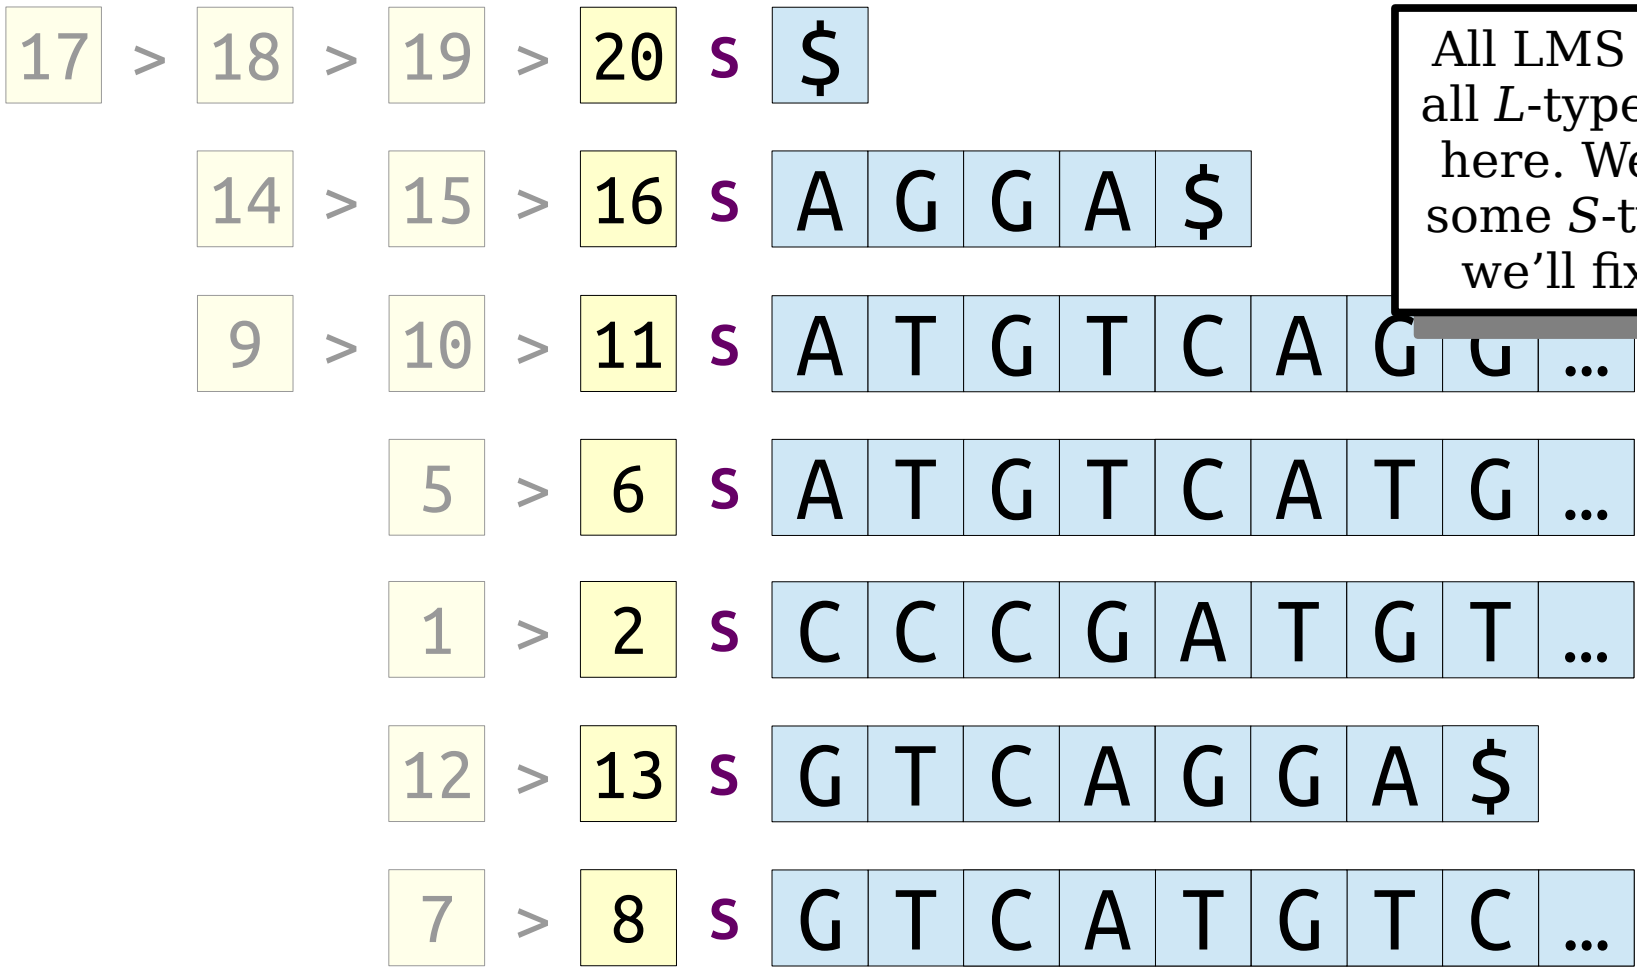 17 > 18 > 19 > 20 S $
All LMS
all L-type
here. We
some S-t
we'll fix
14 > 15 > 16 S A G G A $
9 > 10 > 11 S A T G T C A G G ...
5 > 6 S A T G T C A T G ...
1 > 2 S C C C G A T G T ...
12 > 13 S G T C A G G A $
7 > 8 S G T C A T G T C ...